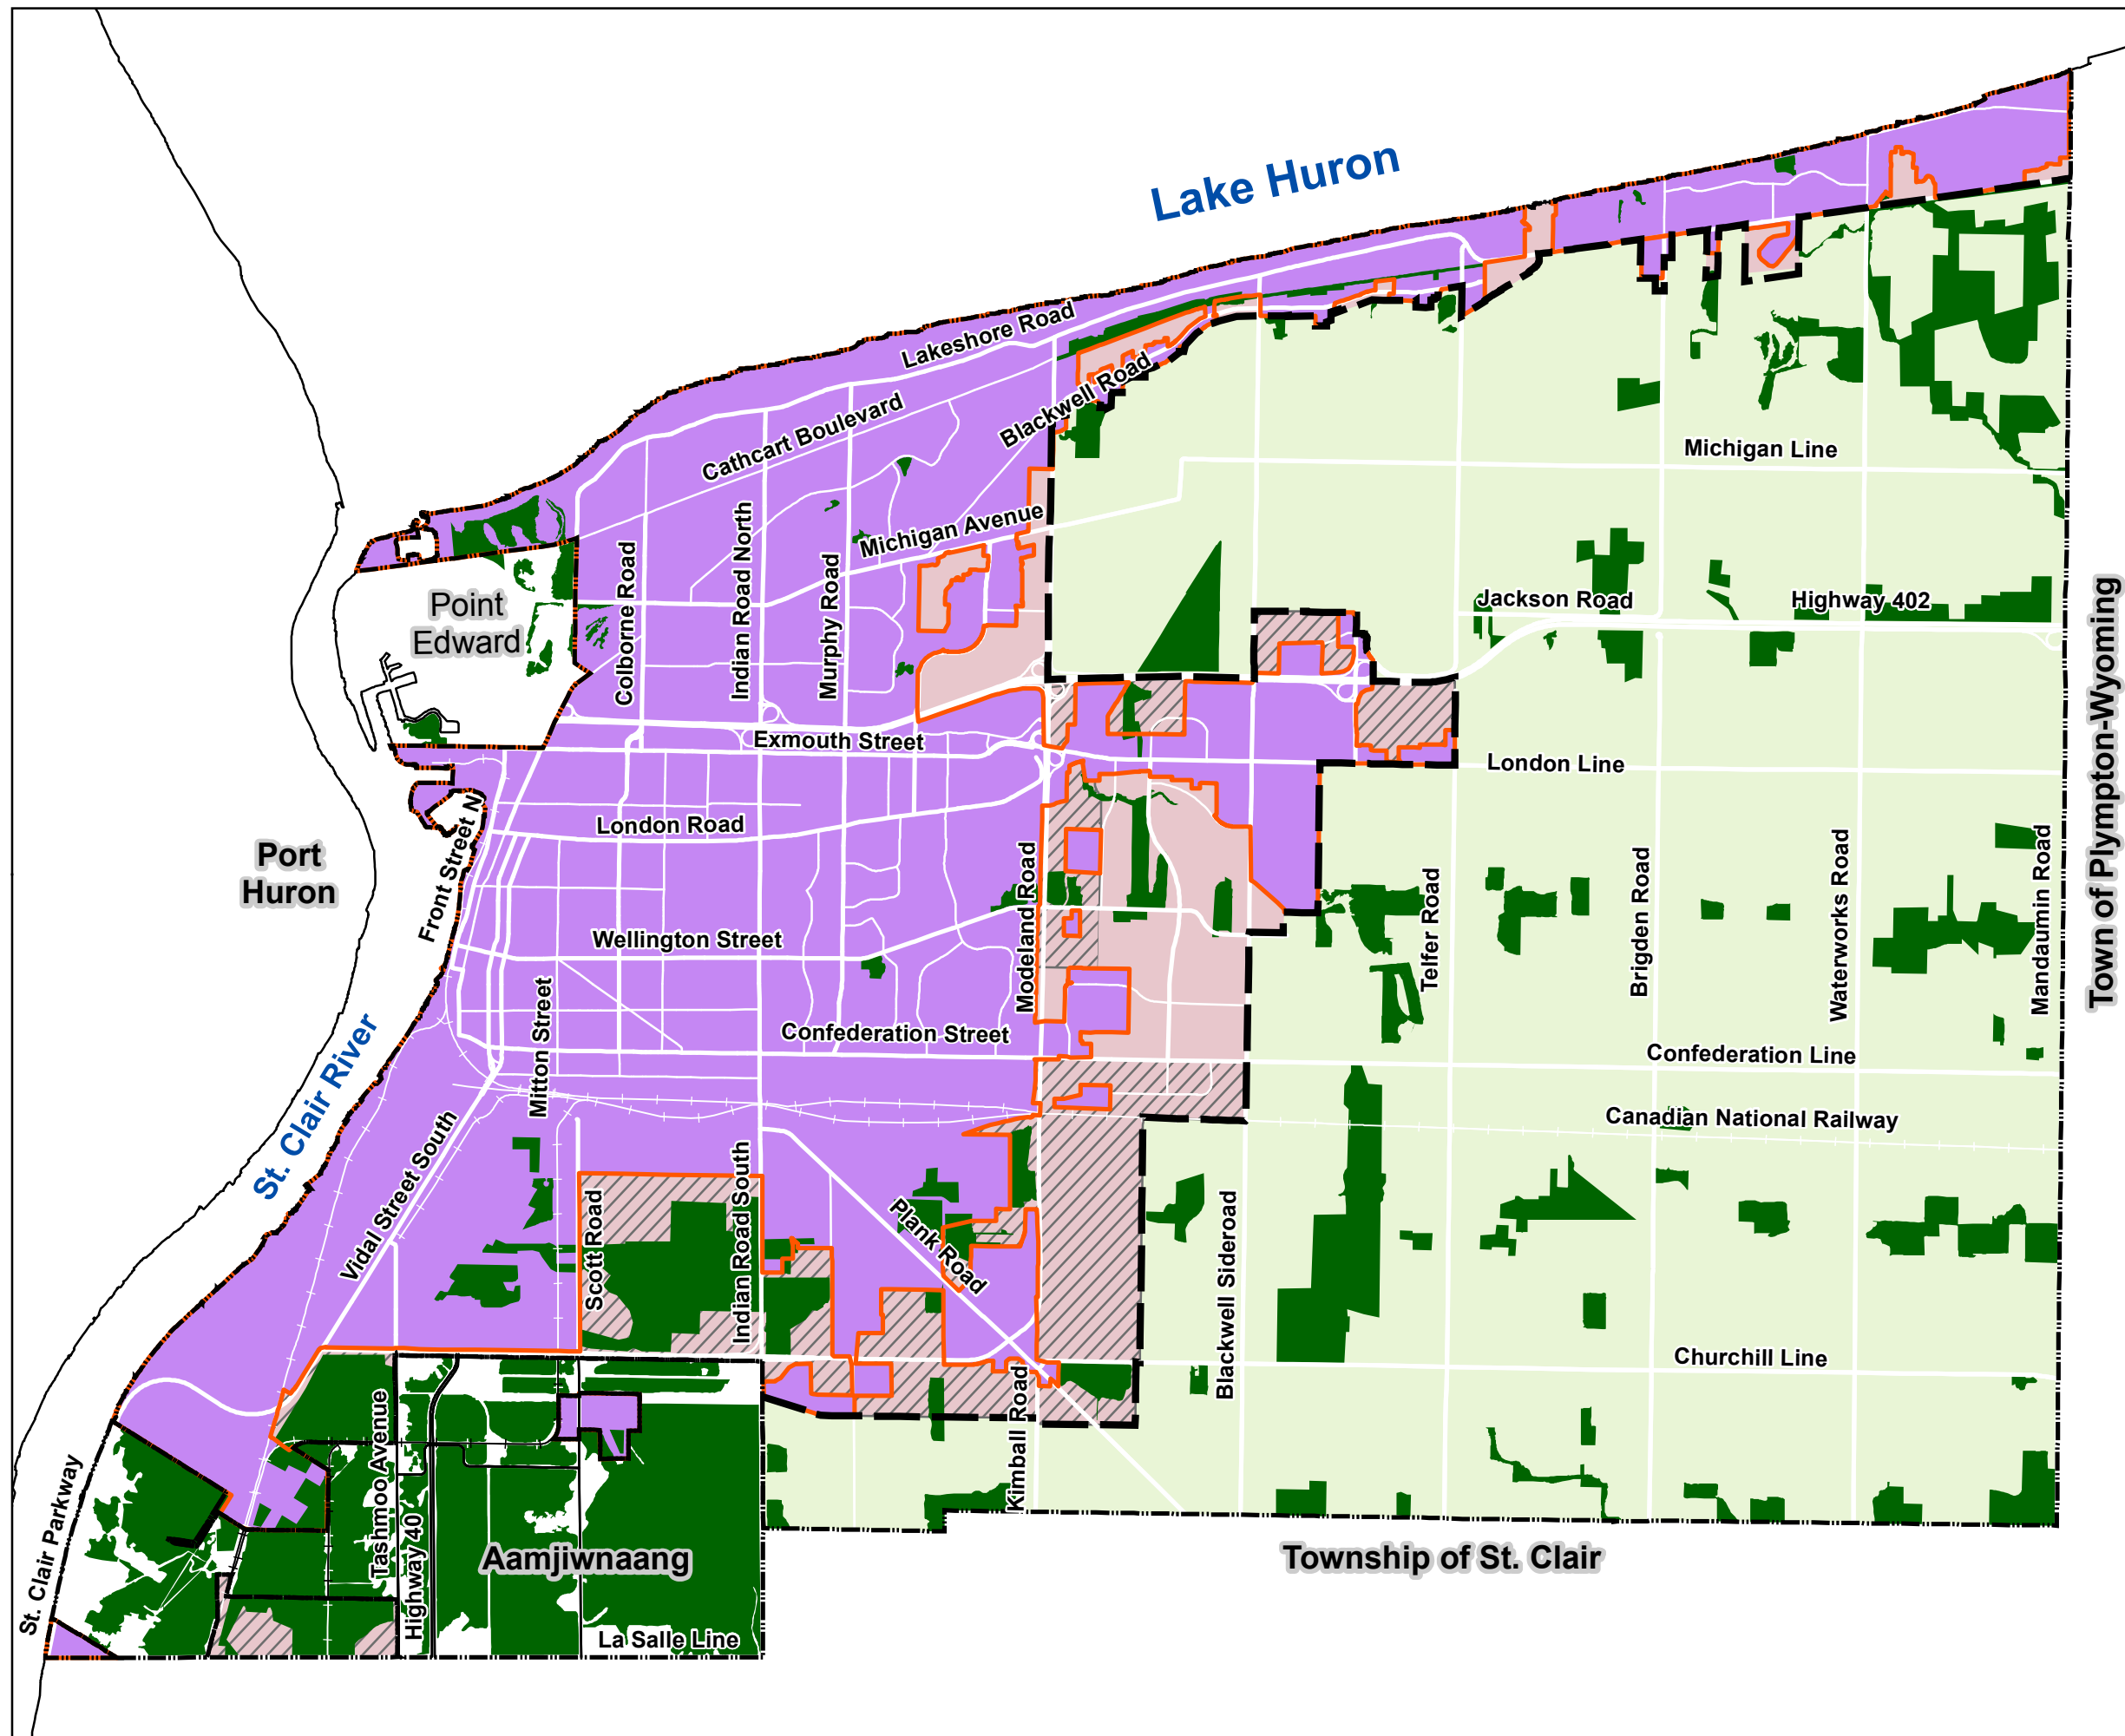 Lake Huron
Lakeshore Road
Cathcart Boulevard
Blackwell Road
Michigan Line
Michigan Avenue
Point
Edward
Colborne Road
Indian Road North
Murphy Road
Jackson Road
Highway 402
Exmouth Street
London Line
Town of Plympton-Wyoming
London Road
Port
Huron
Front Street N
Modeland Road
Telfer Road
Brigden Road
Waterworks Road
Mandaumin Road
Wellington Street
Mitton Street
Confederation Street
Confederation Line
St. Clair River
Canadian National Railway
Vidal Street South
Scott Road
Indian Road South
Plank Road
Blackwell Sideroad
Churchill Line
Kimball Road
St. Clair Parkway
Tashmoo Avenue
Highway 40
Aamjiwnaang
Township of St. Clair
La Salle Line